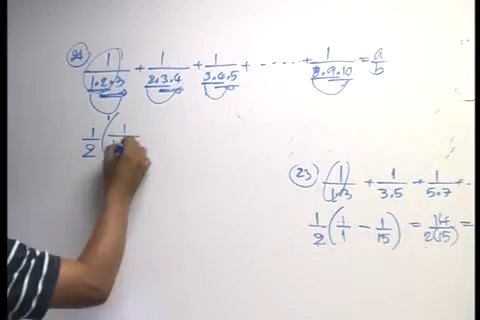 24) 1/1.2.3 + 1/2.3.4 + 1/3.4.5 + ...... + 1/8.9.10 = a/b
1/2 ( 1/1
23) 1/1.3 + 1/3.5 + 1/5.7 + ..
1/2 ( 1/1 - 1/15 ) = 14/2(15) =